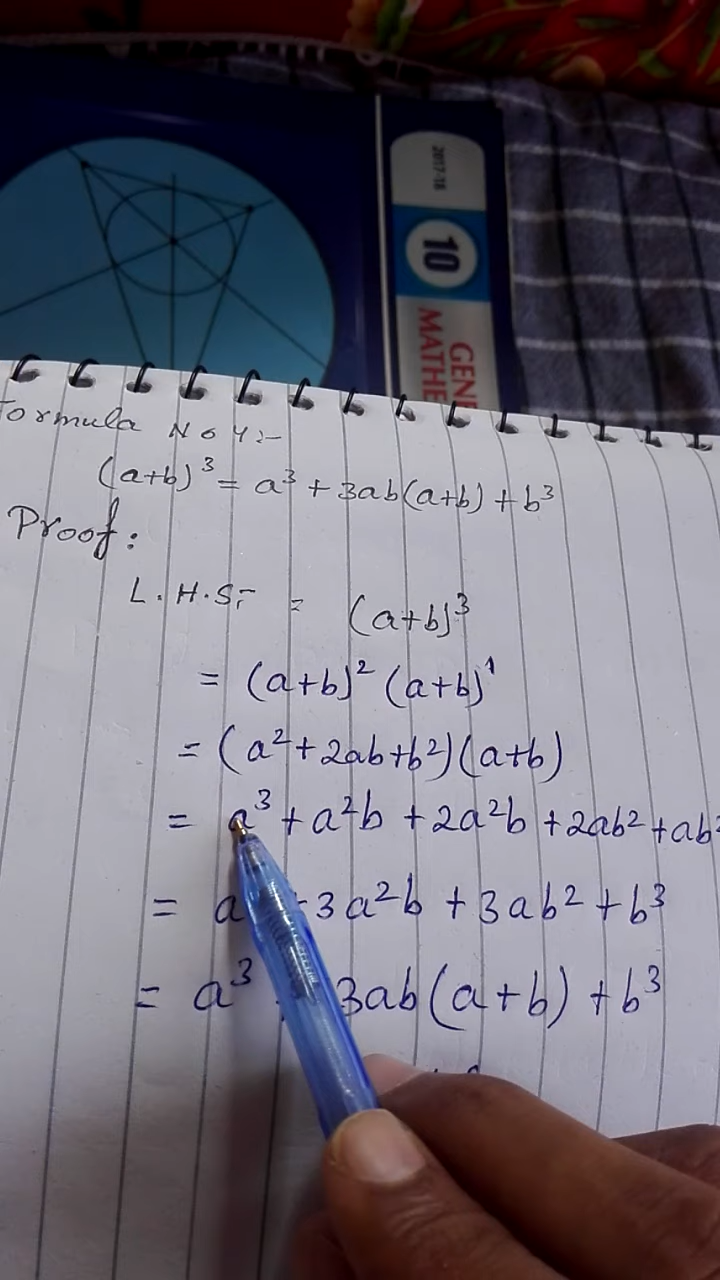 2017-18
10
GENE
MATHE
Formula No 4:-
(a+b)³ = a³ + 3ab(a+b) + b³
Proof:
L.H.S:- = (a+b)³
= (a+b)² (a+b)¹
= (a²+2ab+b²)(a+b)
= a³ + a²b + 2a²b + 2ab² + ab²
= a + 3a²b + 3ab² + b³
= a³ 3ab(a+b) + b³